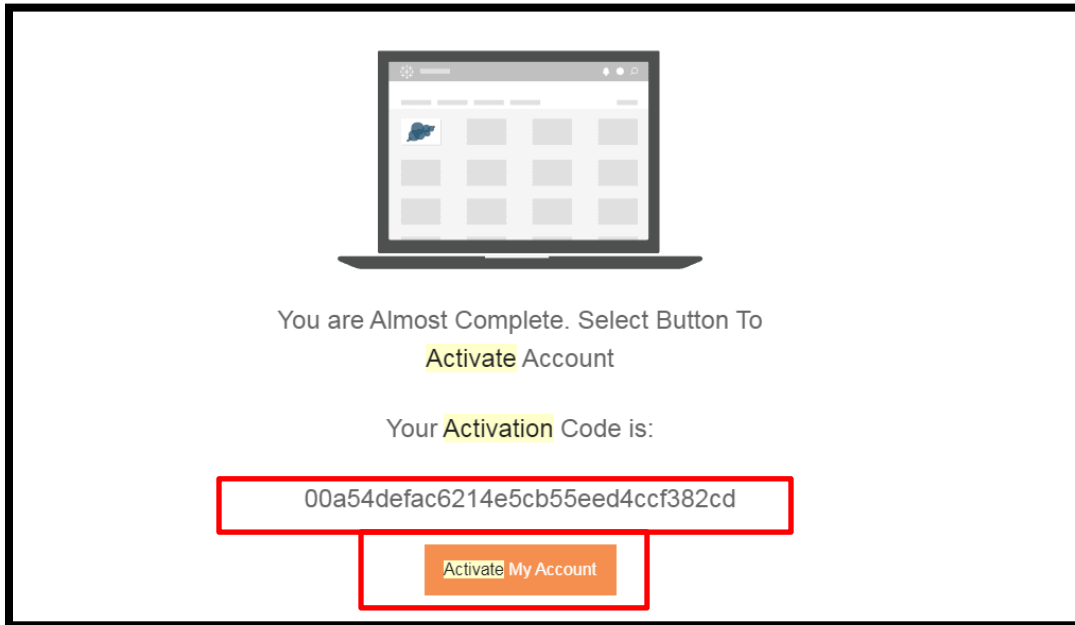 You are Almost Complete. Select Button To
Activate Account
Your Activation Code is:
00a54defac6214e5cb55eed4ccf382cd
Activate My Account